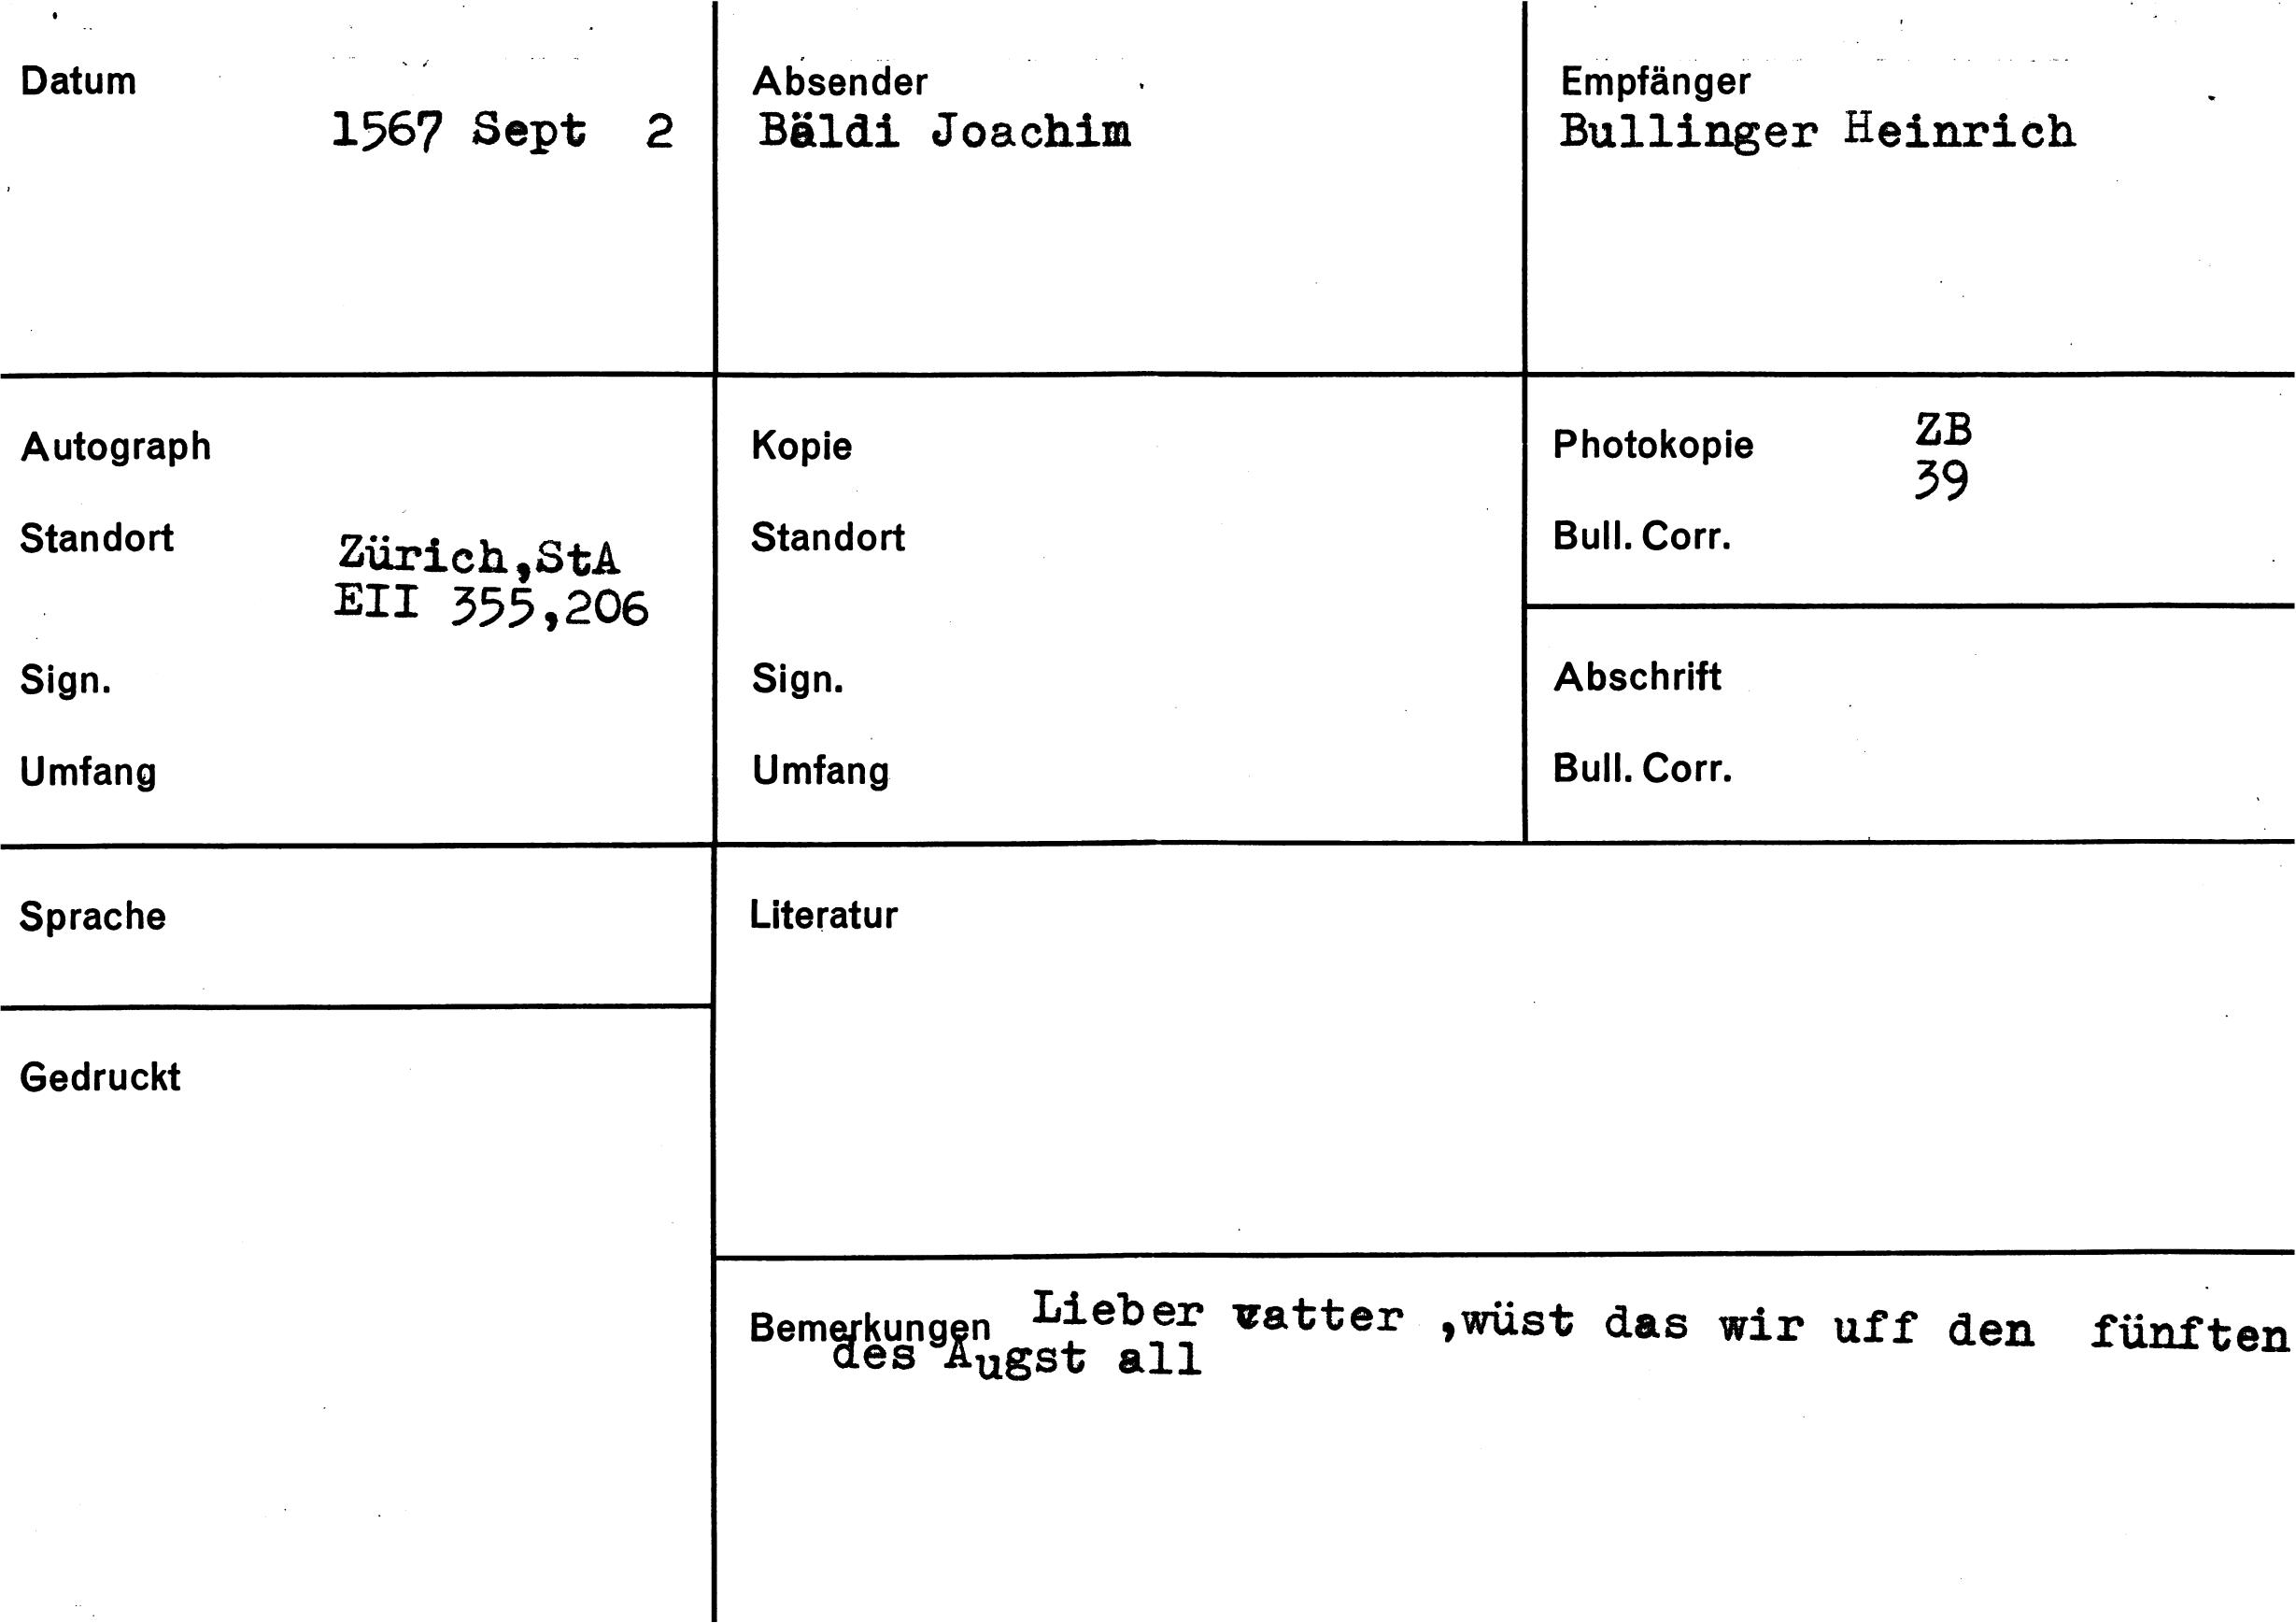 Datum
1567 Sept 2
Absender
Bäldi Joachim
Empfänger
Bullinger Heinrich
Autograph
Standort
Zürich,StA
EII 355,206
Sign.
Umfang
Kopie
Standort
Sign.
Umfang
Photokopie ZB
39
Bull. Corr.
Abschrift
Bull. Corr.
Sprache
Literatur
Gedruckt
Bemerkungen Lieber vatter ,wüst das wir uff den fünften
des Augst all